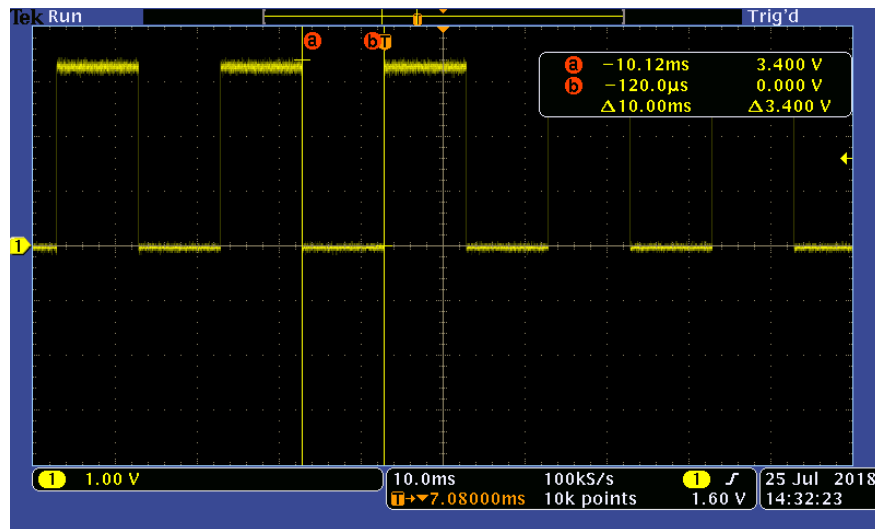 Tek Run Trig'd
a b T
a −10.12ms 3.400 V
b −120.0µs 0.000 V
Δ10.00ms Δ3.400 V
1
1 1.00 V
10.0ms 100kS/s 1 25 Jul 2018
T→▼7.08000ms 10k points 1.60 V 14:32:23